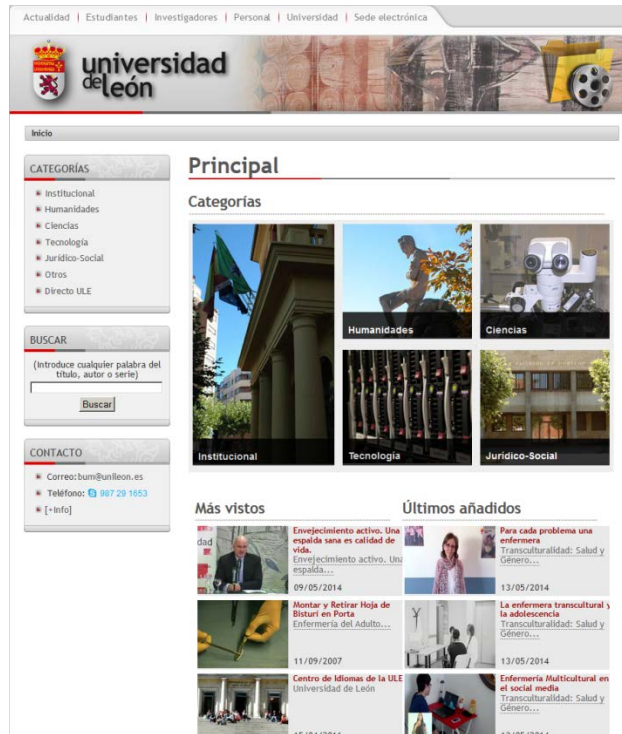 Actualidad | Estudiantes | Investigadores | Personal | Universidad | Sede electrónica
universidad
de león
Inicio
CATEGORÍAS
Institucional
Humanidades
Ciencias
Tecnología
Jurídico-Social
Otros
Directo ULE
BUSCAR
(Introduce cualquier palabra del
título, autor o serie)
Buscar
CONTACTO
Correo:bum@unileon.es
Teléfono: 987 29 1653
[+Info]
Principal
Categorías
Institucional
Humanidades
Ciencias
Tecnología
Jurídico-Social
Más vistos
Envejecimiento activo. Una
espalda sana es calidad de
vida.
Envejecimiento activo. Una
espalda...
09/05/2014
Montar y Retirar Hoja de
Bisturí en Porta
Enfermería del Adulto...
11/09/2007
Centro de Idiomas de la ULE
Universidad de León
Últimos añadidos
Para cada problema una
enfermera
Transculturalidad: Salud y
Género...
13/05/2014
La enfermera transcultural y
la adolescencia
Transculturalidad: Salud y
Género...
13/05/2014
Enfermería Multicultural en
el social media
Transculturalidad: Salud y
Género...